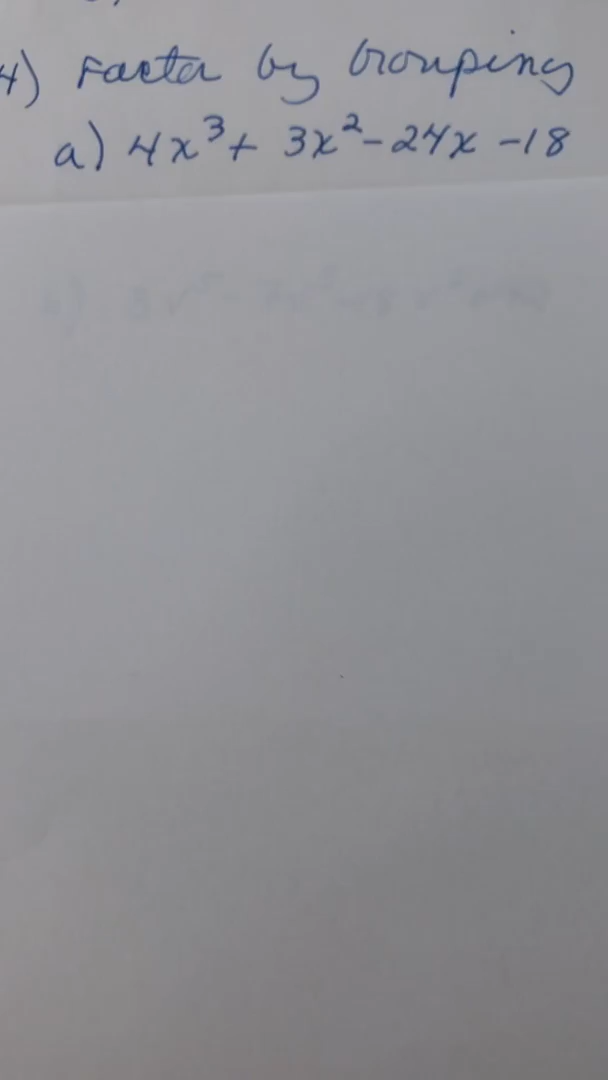 4) Factor by Grouping
a) 4x³ + 3x² - 24x - 18